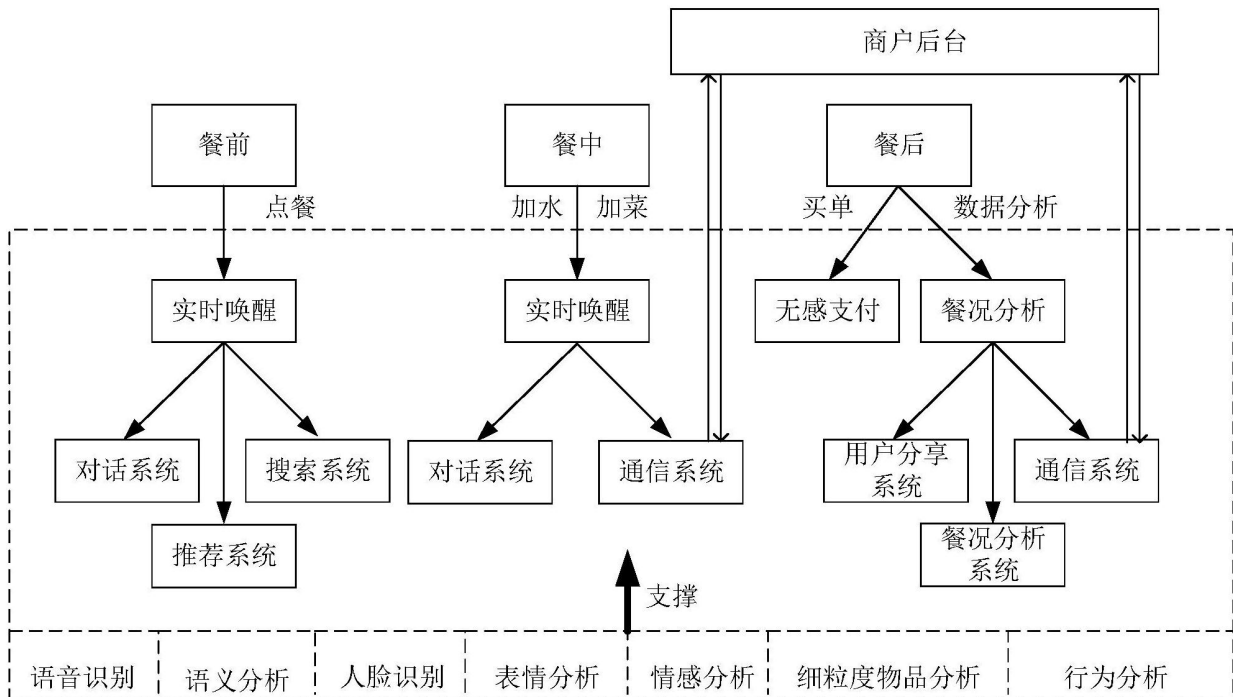 商户后台
餐前
餐中
餐后
点餐
加水
加菜
买单
数据分析
实时唤醒
实时唤醒
无感支付
餐况分析
对话系统
搜索系统
对话系统
通信系统
用户分享
系统
通信系统
推荐系统
餐况分析
系统
支撑
语音识别
语义分析
人脸识别
表情分析
情感分析
细粒度物品分析
行为分析